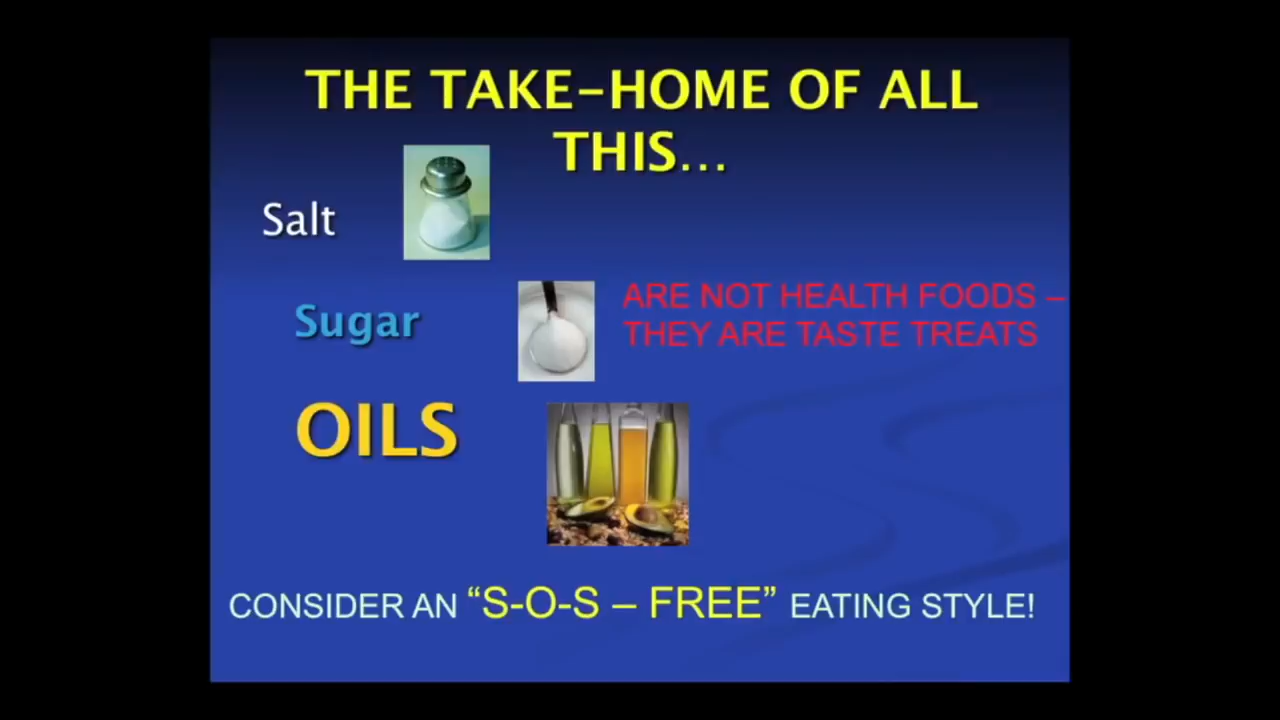 THE TAKE-HOME OF ALL
THIS...
Salt
Sugar
ARE NOT HEALTH FOODS –
THEY ARE TASTE TREATS
OILS
CONSIDER AN “S-O-S – FREE” EATING STYLE!